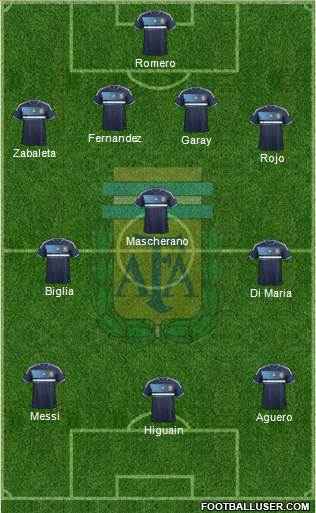 Romero
Zabaleta
Fernandez
Garay
Rojo
AFA
Mascherano
Biglia
Di Maria
Messi
Higuain
Aguero
FOOTBALLUSER.COM